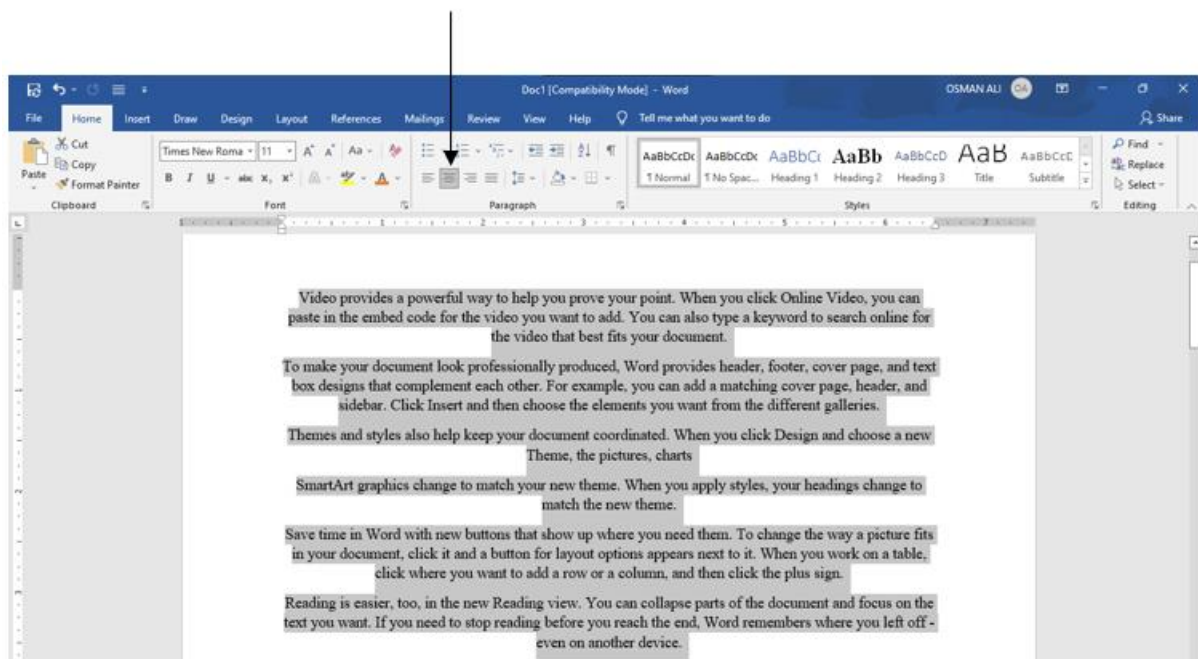 Doc1 [Compatibility Mode] - Word
OSMAN ALI OA
File Home Insert Draw Design Layout References Mailings Review View Help Tell me what you want to do Share
Paste
Cut
Copy
Format Painter
Clipboard
Times New Roma 11 A A Aa
B I U abc x, x² A A
Font
Paragraph
AaBbCcDc AaBbCcDc AaBbCc AaBb AaBbCcD AaB AaBbCcD
¶ Normal ¶ No Spac... Heading 1 Heading 2 Heading 3 Title Subtitle
Styles
Find
Replace
Select
Editing
1 1 2 3 4 5 6 7
Video provides a powerful way to help you prove your point. When you click Online Video, you can
paste in the embed code for the video you want to add. You can also type a keyword to search online for
the video that best fits your document.
To make your document look professionally produced, Word provides header, footer, cover page, and text
box designs that complement each other. For example, you can add a matching cover page, header, and
sidebar. Click Insert and then choose the elements you want from the different galleries.
Themes and styles also help keep your document coordinated. When you click Design and choose a new
Theme, the pictures, charts
SmartArt graphics change to match your new theme. When you apply styles, your headings change to
match the new theme.
Save time in Word with new buttons that show up where you need them. To change the way a picture fits
in your document, click it and a button for layout options appears next to it. When you work on a table,
click where you want to add a row or a column, and then click the plus sign.
Reading is easier, too, in the new Reading view. You can collapse parts of the document and focus on the
text you want. If you need to stop reading before you reach the end, Word remembers where you left off -
even on another device.